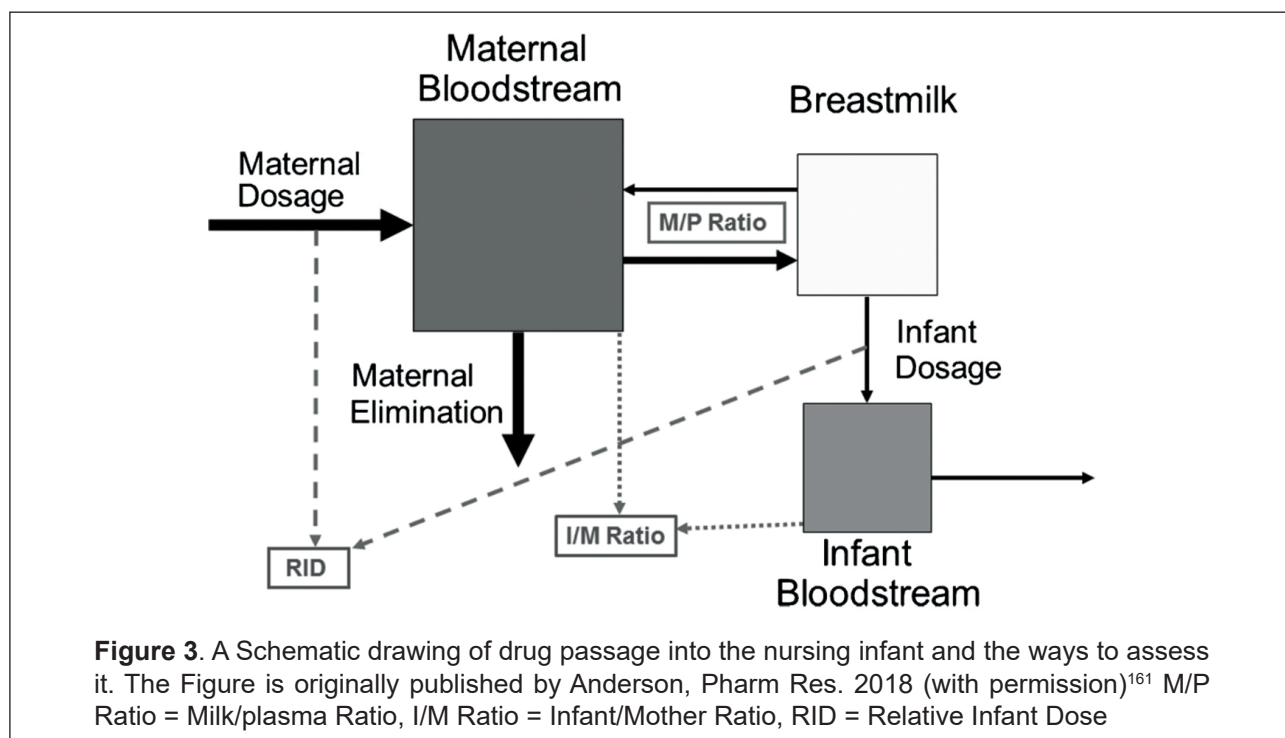 Maternal
Bloodstream
Breastmilk
Maternal
Dosage
M/P Ratio
Infant
Dosage
Maternal
Elimination
I/M Ratio
RID
Infant
Bloodstream
Figure 3. A Schematic drawing of drug passage into the nursing infant and the ways to assess
it. The Figure is originally published by Anderson, Pharm Res. 2018 (with permission)¹⁶¹ M/P
Ratio = Milk/plasma Ratio, I/M Ratio = Infant/Mother Ratio, RID = Relative Infant Dose